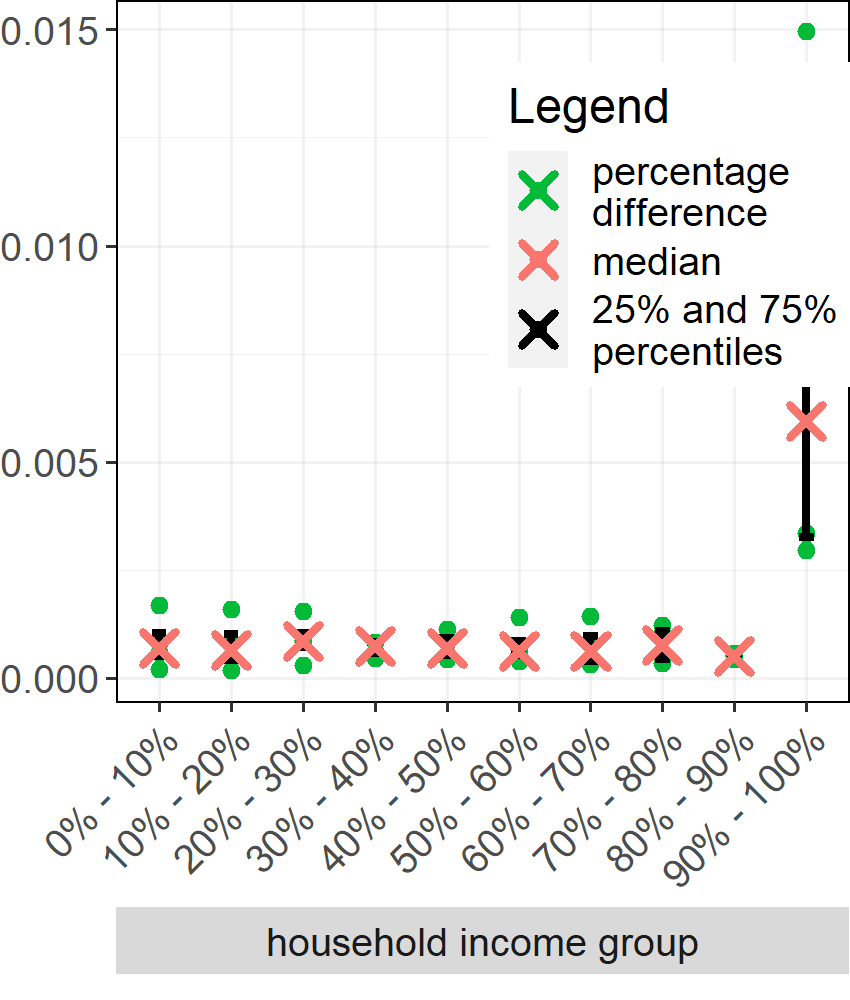 0.015
0.010
0.005
0.000
Legend
percentage
difference
median
25% and 75%
percentiles
0% - 10%
10% - 20%
20% - 30%
30% - 40%
40% - 50%
50% - 60%
60% - 70%
70% - 80%
80% - 90%
90% - 100%
household income group